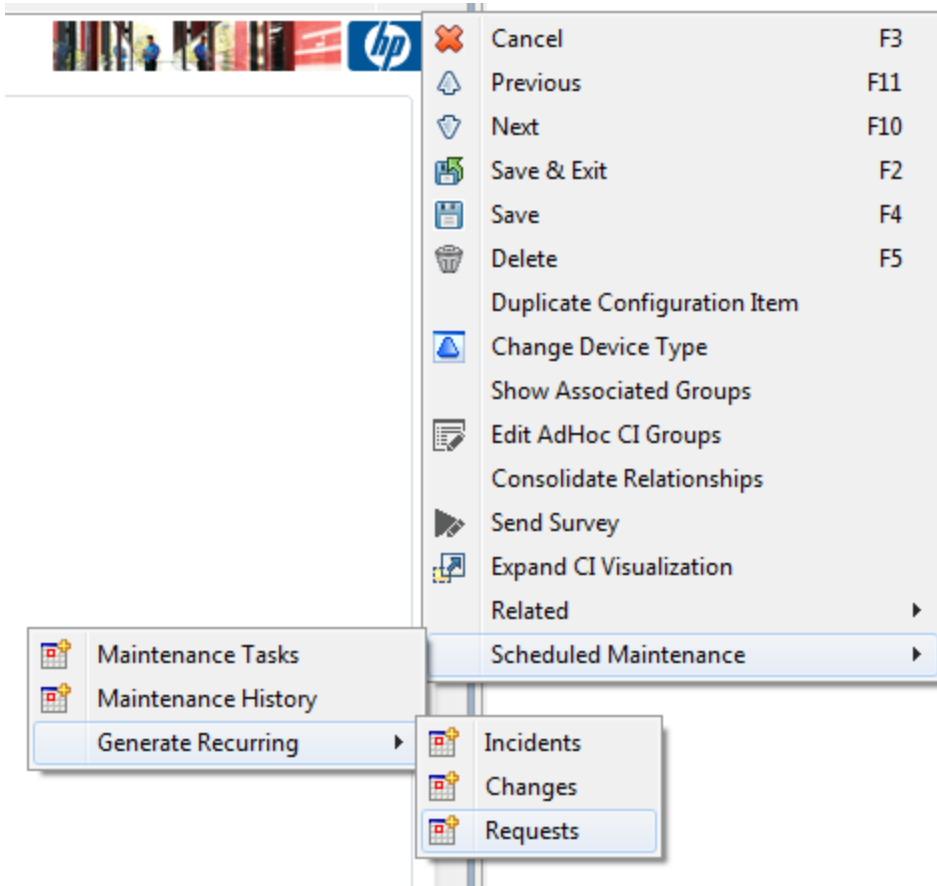 hp
Cancel F3
Previous F11
Next F10
Save & Exit F2
Save F4
Delete F5
Duplicate Configuration Item
Change Device Type
Show Associated Groups
Edit AdHoc CI Groups
Consolidate Relationships
Send Survey
Expand CI Visualization
Related
Scheduled Maintenance
Maintenance Tasks
Maintenance History
Generate Recurring
Incidents
Changes
Requests